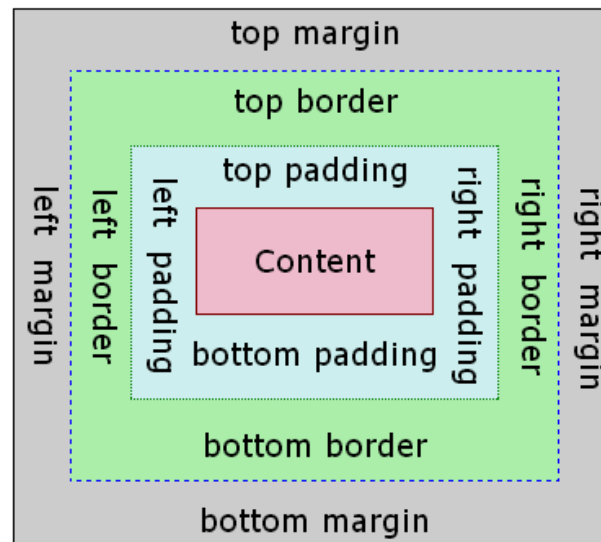 top margin
top border
top padding
left margin
left border
left padding
Content
right padding
right border
right margin
bottom padding
bottom border
bottom margin